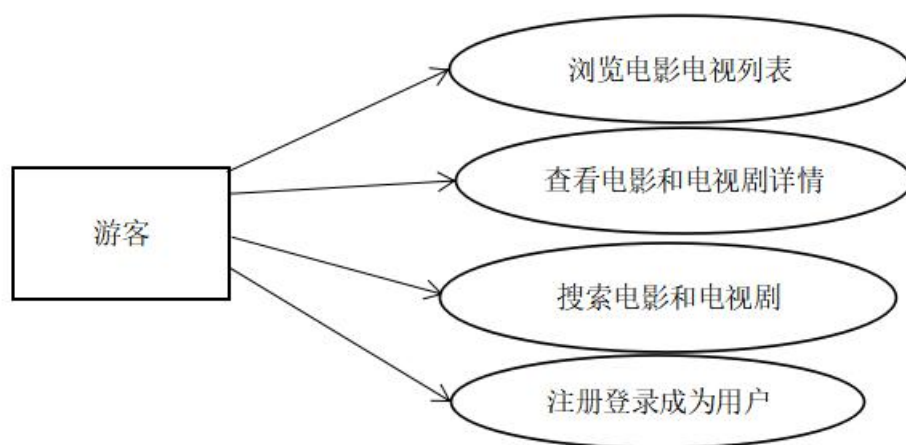 浏览电影电视列表
查看电影和电视剧详情
游客
搜索电影和电视剧
注册登录成为用户